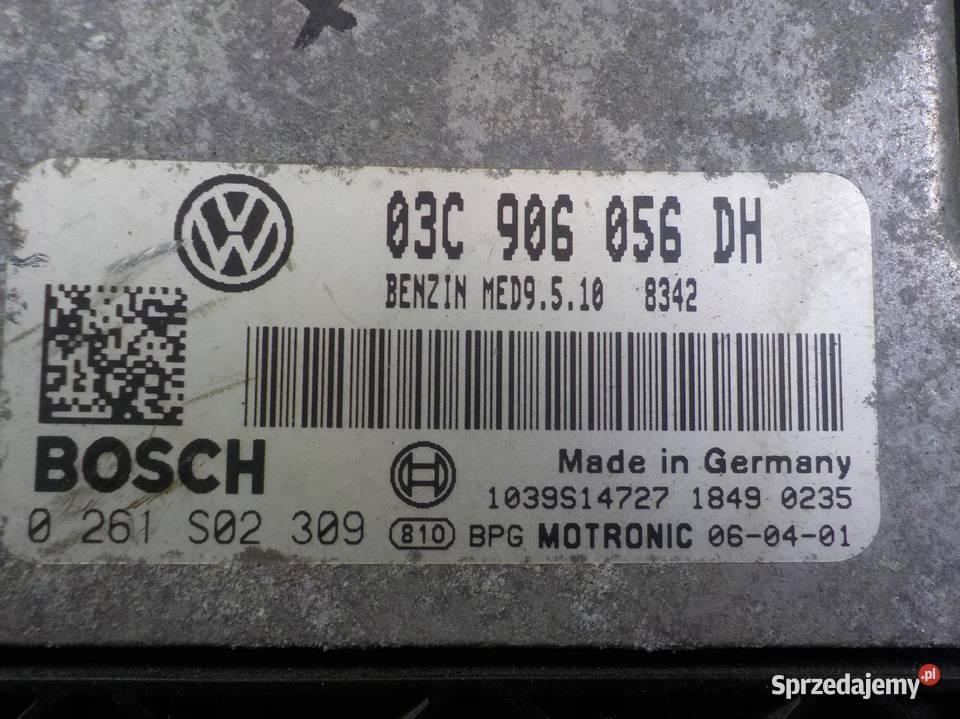 03C 906 056 DH
BENZIN MED9.5.10 8342
BOSCH
Made in Germany
1039S14727 1849 0235
0 261 S02 309 810 BPG MOTRONIC 06-04-01
Sprzedajemy.pl